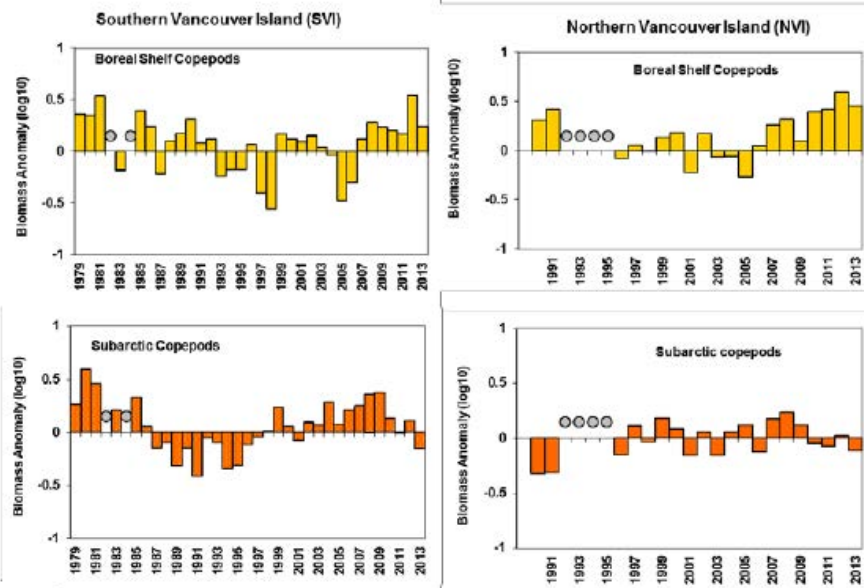 Southern Vancouver Island (SVI)
Boreal Shelf Copepods
Biomass Anomaly (log10)
1
0.5
0
-0.5
-1
1979 1981 1983 1985 1987 1989 1991 1993 1995 1997 1999 2001 2003 2005 2007 2009 2011 2013
Northern Vancouver Island (NVI)
Boreal Shelf Copepods
Biomass Anomaly (log10)
1
0.5
0
-0.5
-1
1991 1993 1995 1997 1999 2001 2003 2005 2007 2009 2011 2013
Subarctic Copepods
Biomass Anomaly (log10)
1
0.5
0
-0.5
-1
1979 1981 1983 1985 1987 1989 1991 1993 1995 1997 1999 2001 2003 2005 2007 2009 2011 2013
Subarctic copepods
Biomass Anomaly (log10)
1
0.5
0
-0.5
-1
1991 1993 1995 1997 1999 2001 2003 2005 2007 2009 2011 2013